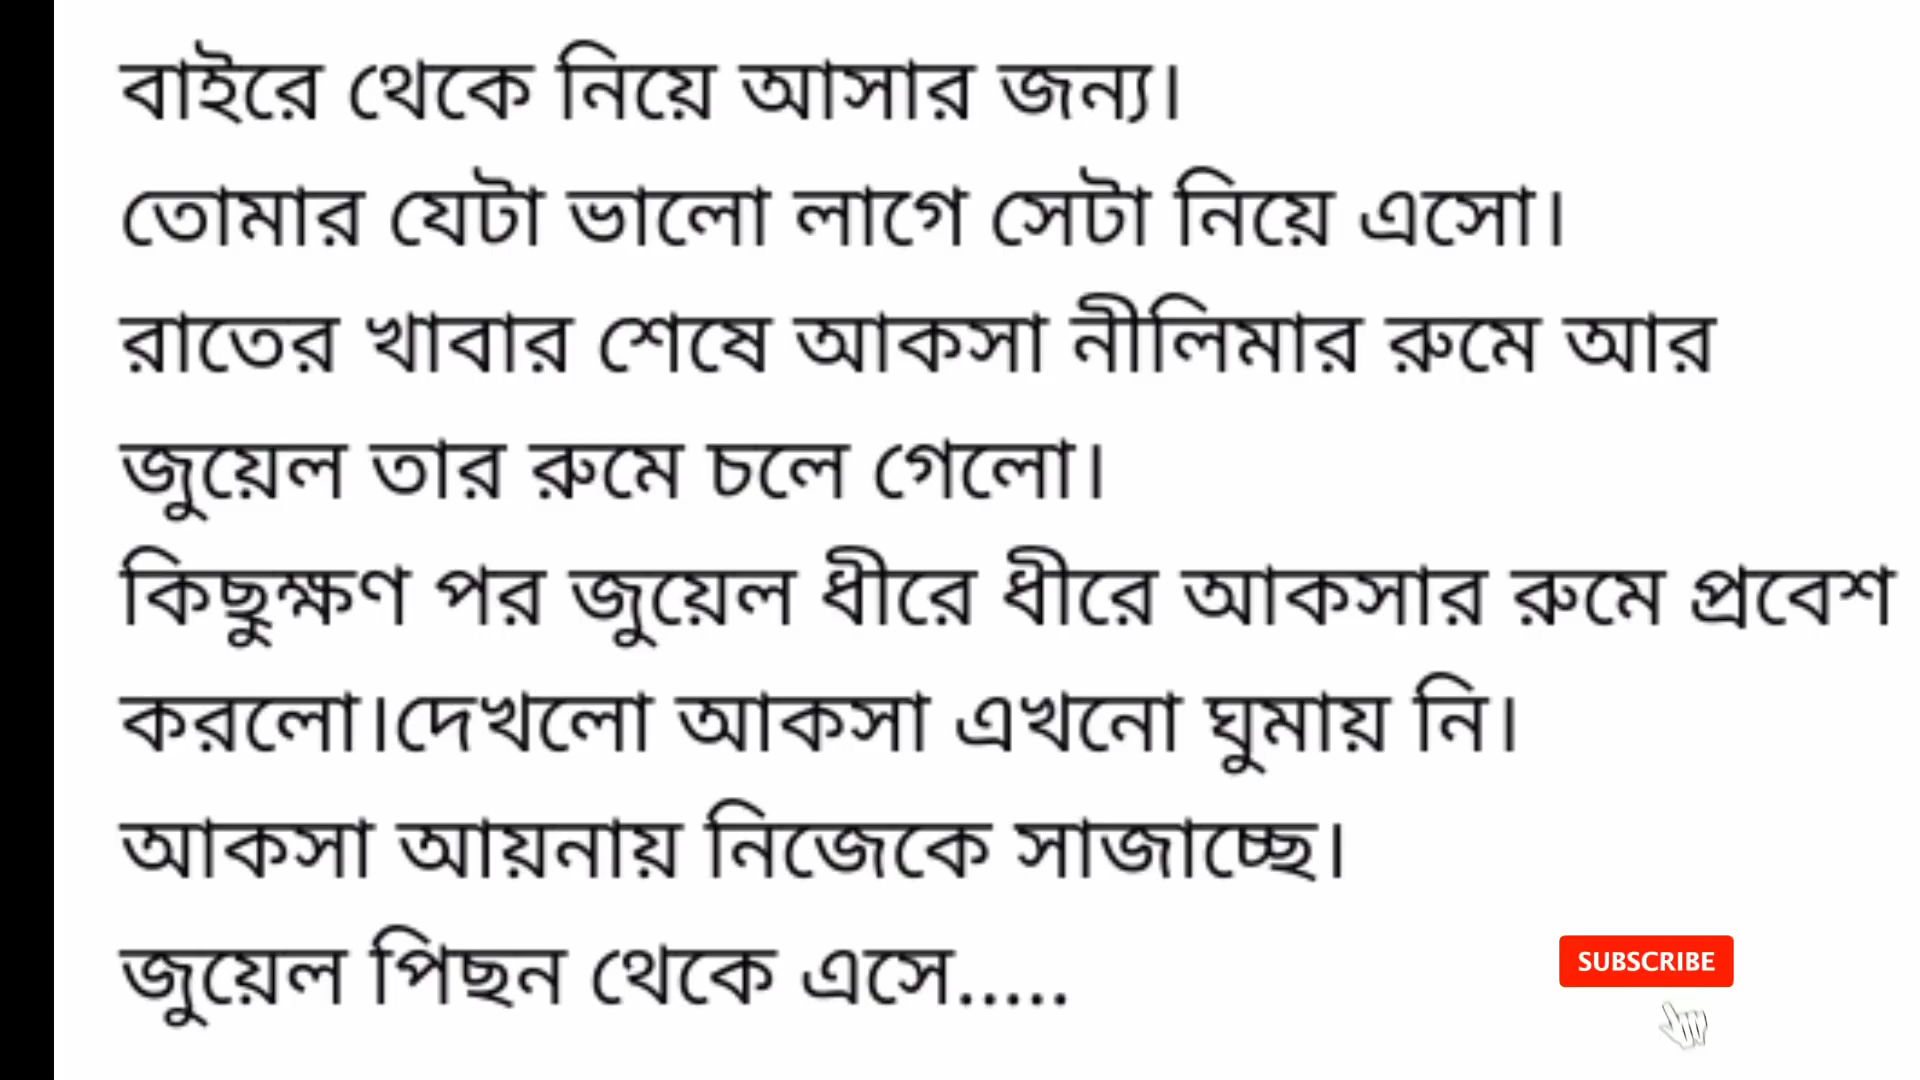 বাইরে থেকে নিয়ে আসার জন্য।
তোমার যেটা ভালো লাগে সেটা নিয়ে এসো।
রাতের খাবার শেষে আকসা নীলিমার রুমে আর
জুয়েল তার রুমে চলে গেলো।
কিছুক্ষণ পর জুয়েল ধীরে ধীরে আকসার রুমে প্রবেশ
করলো।দেখলো আকসা এখনো ঘুমায় নি।
আকসা আয়নায় নিজেকে সাজাচ্ছে।
জুয়েল পিছন থেকে এসে.....
SUBSCRIBE